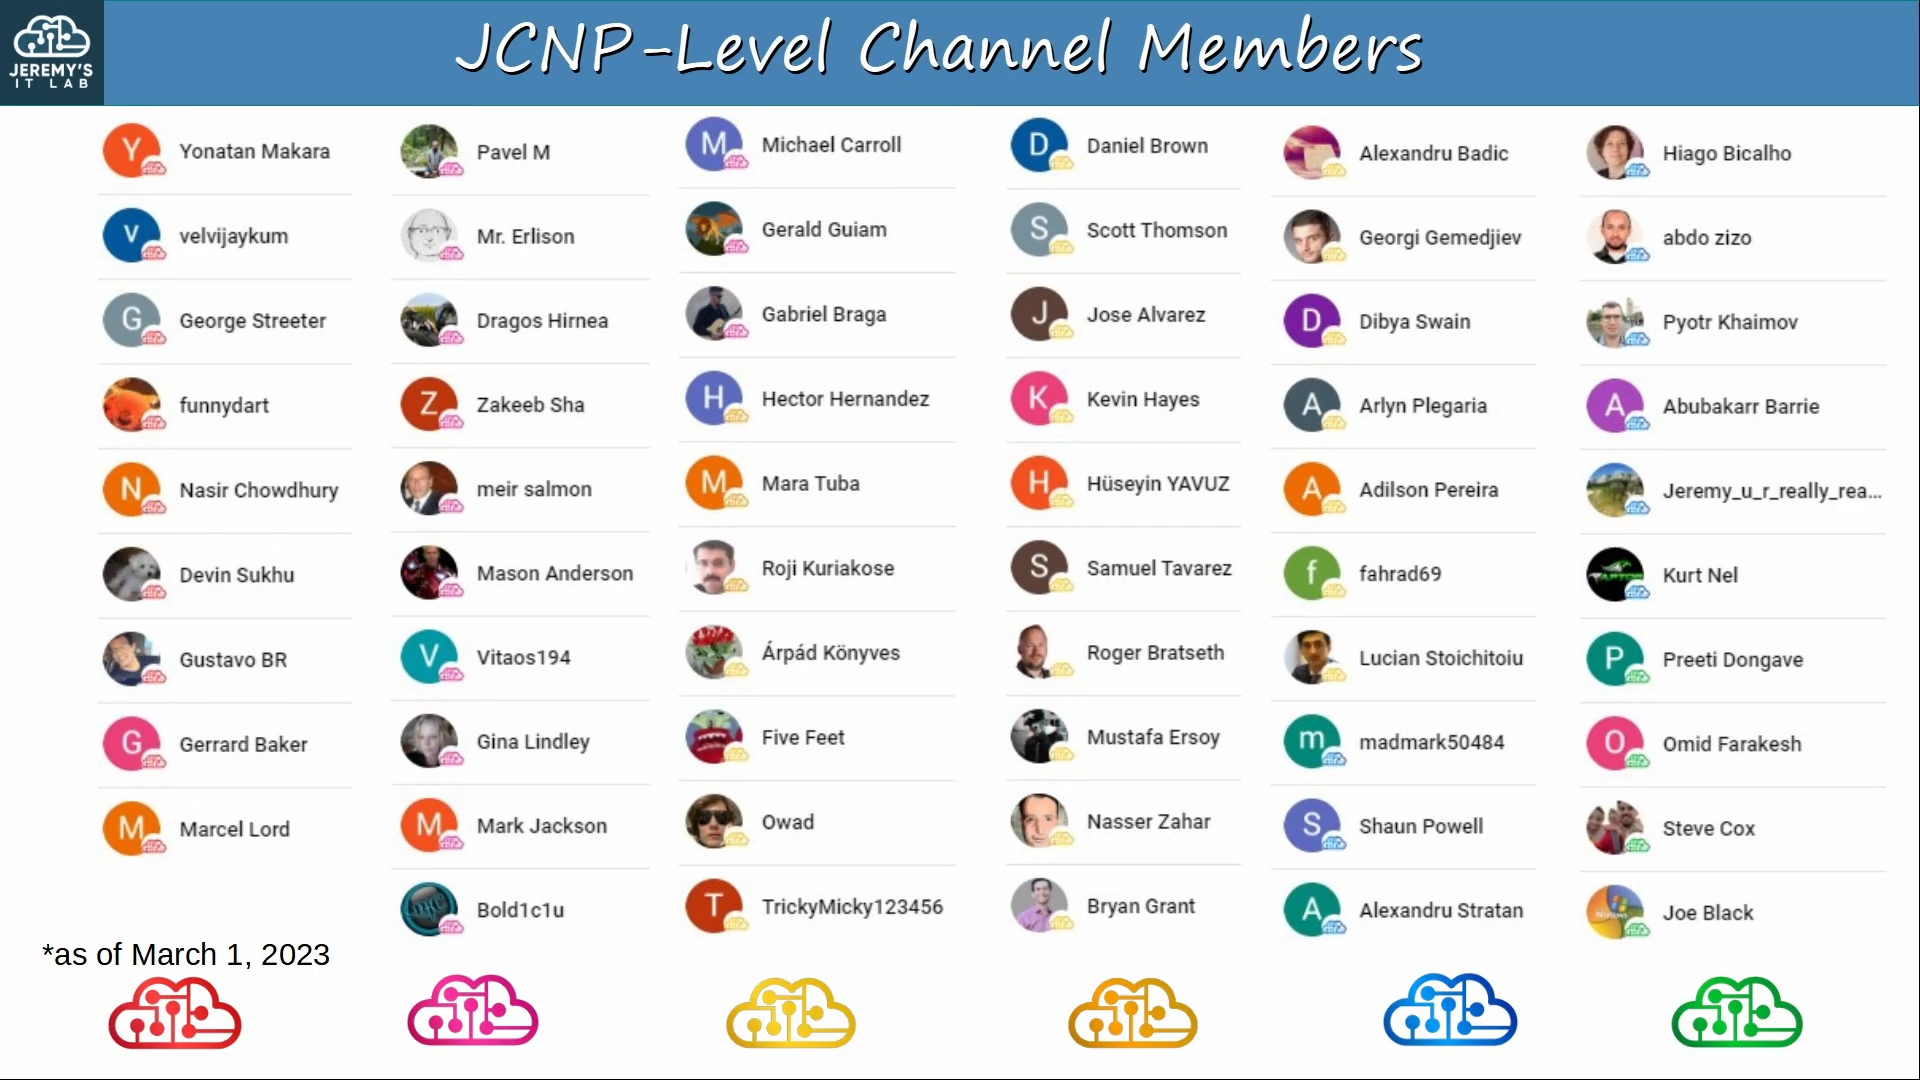 JEREMY'S
IT LAB
JCNP-Level Channel Members
Y Yonatan Makara
v velvijaykum
G George Streeter
funnydart
N Nasir Chowdhury
Devin Sukhu
Gustavo BR
G Gerrard Baker
M Marcel Lord
Pavel M
Mr. Erlison
Dragos Hirnea
Z Zakeeb Sha
meir salmon
Mason Anderson
V Vitaos194
Gina Lindley
M Mark Jackson
Bold1c1u
M Michael Carroll
Gerald Guiam
Gabriel Braga
H Hector Hernandez
M Mara Tuba
Roji Kuriakose
Árpád Könyves
Five Feet
Owad
T TrickyMicky123456
D Daniel Brown
S Scott Thomson
J Jose Alvarez
K Kevin Hayes
H Hüseyin YAVUZ
S Samuel Tavarez
Roger Bratseth
Mustafa Ersoy
Nasser Zahar
Bryan Grant
Alexandru Badic
Georgi Gemedjiev
D Dibya Swain
A Arlyn Plegaria
A Adilson Pereira
f fahrad69
Lucian Stoichitoiu
m madmark50484
S Shaun Powell
A Alexandru Stratan
Hiago Bicalho
abdo zizo
Pyotr Khaimov
A Abubakarr Barrie
Jeremy_u_r_really_rea...
Kurt Nel
P Preeti Dongave
O Omid Farakesh
Steve Cox
Joe Black
*as of March 1, 2023